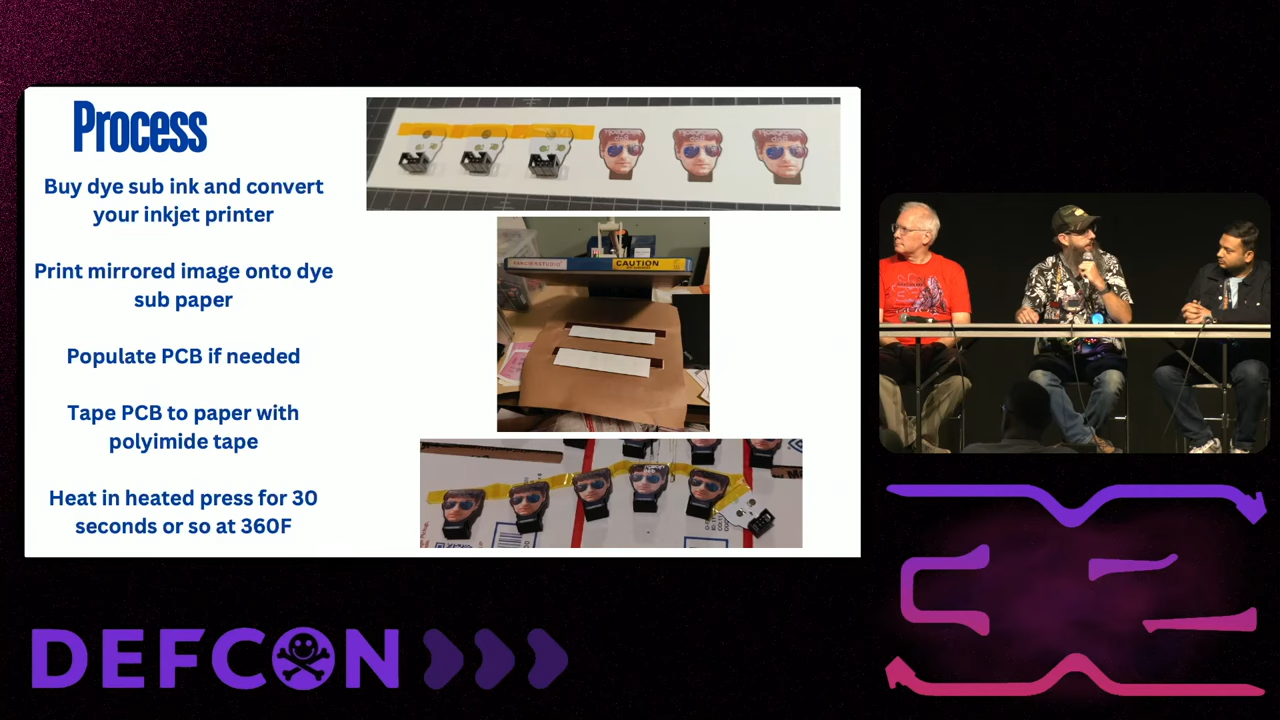 Process
Buy dye sub ink and convert
your inkjet printer
Print mirrored image onto dye
sub paper
Populate PCB if needed
Tape PCB to paper with
polyimide tape
Heat in heated press for 30
seconds or so at 360F
CAUTION
DEFCON